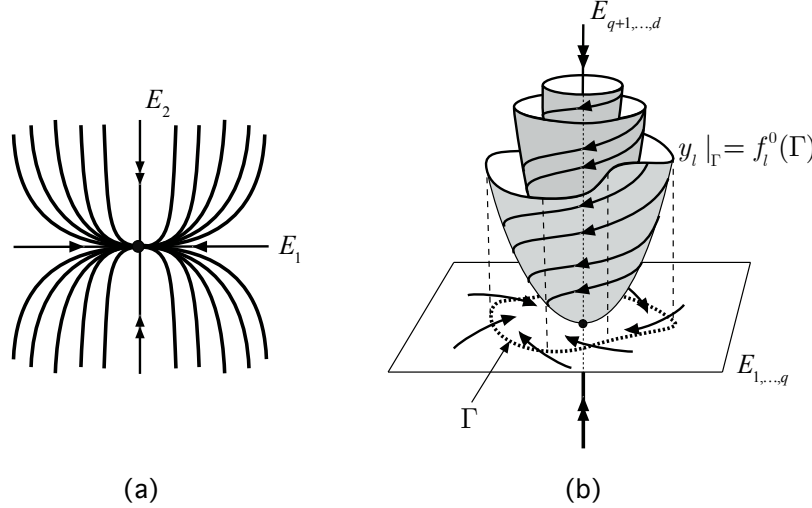 E_2
E_1
(a)
E_{q+1,...,d}
y_l |_Γ = f_l^0(Γ)
E_{1,...,q}
Γ
(b)